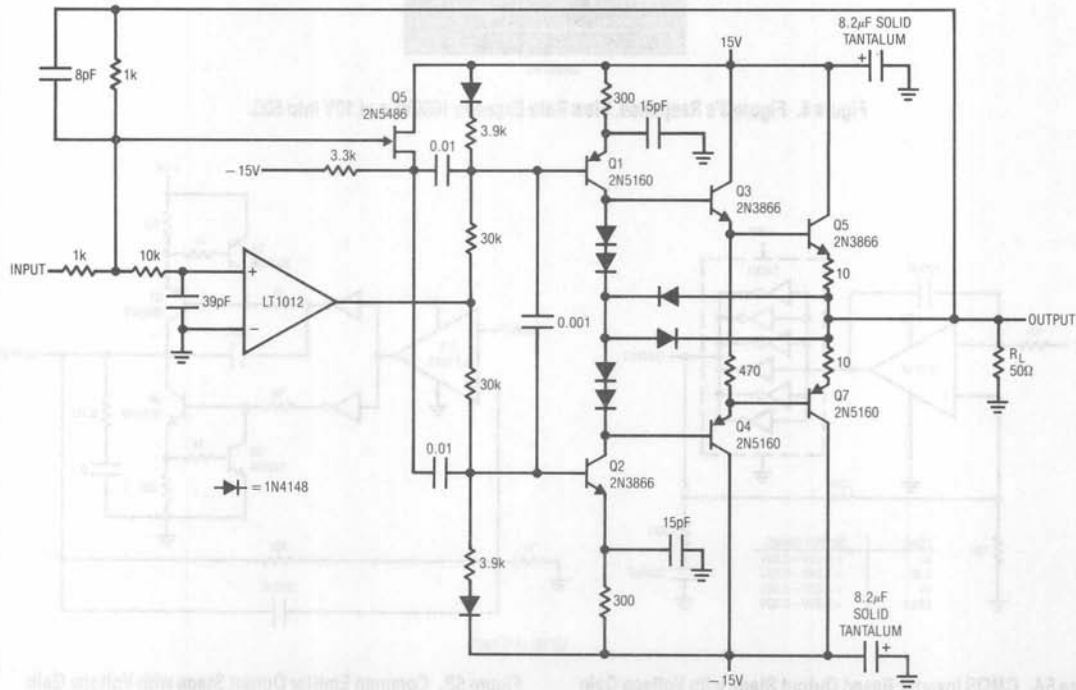 8.2µF SOLID
TANTALUM
+
8pF
1k
15V
Q5
2N5486
300
15pF
3.9k
3.3k
0.01
−15V
Q1
2N5160
Q3
2N3866
Q5
2N3866
30k
10
INPUT
1k
10k
+
LT1012
−
39pF
0.001
OUTPUT
470
10
RL
50Ω
30k
Q7
2N5160
Q4
2N5160
0.01
Q2
2N3866
= 1N4148
15pF
3.9k
300
8.2µF
SOLID
TANTALUM
+
−15V